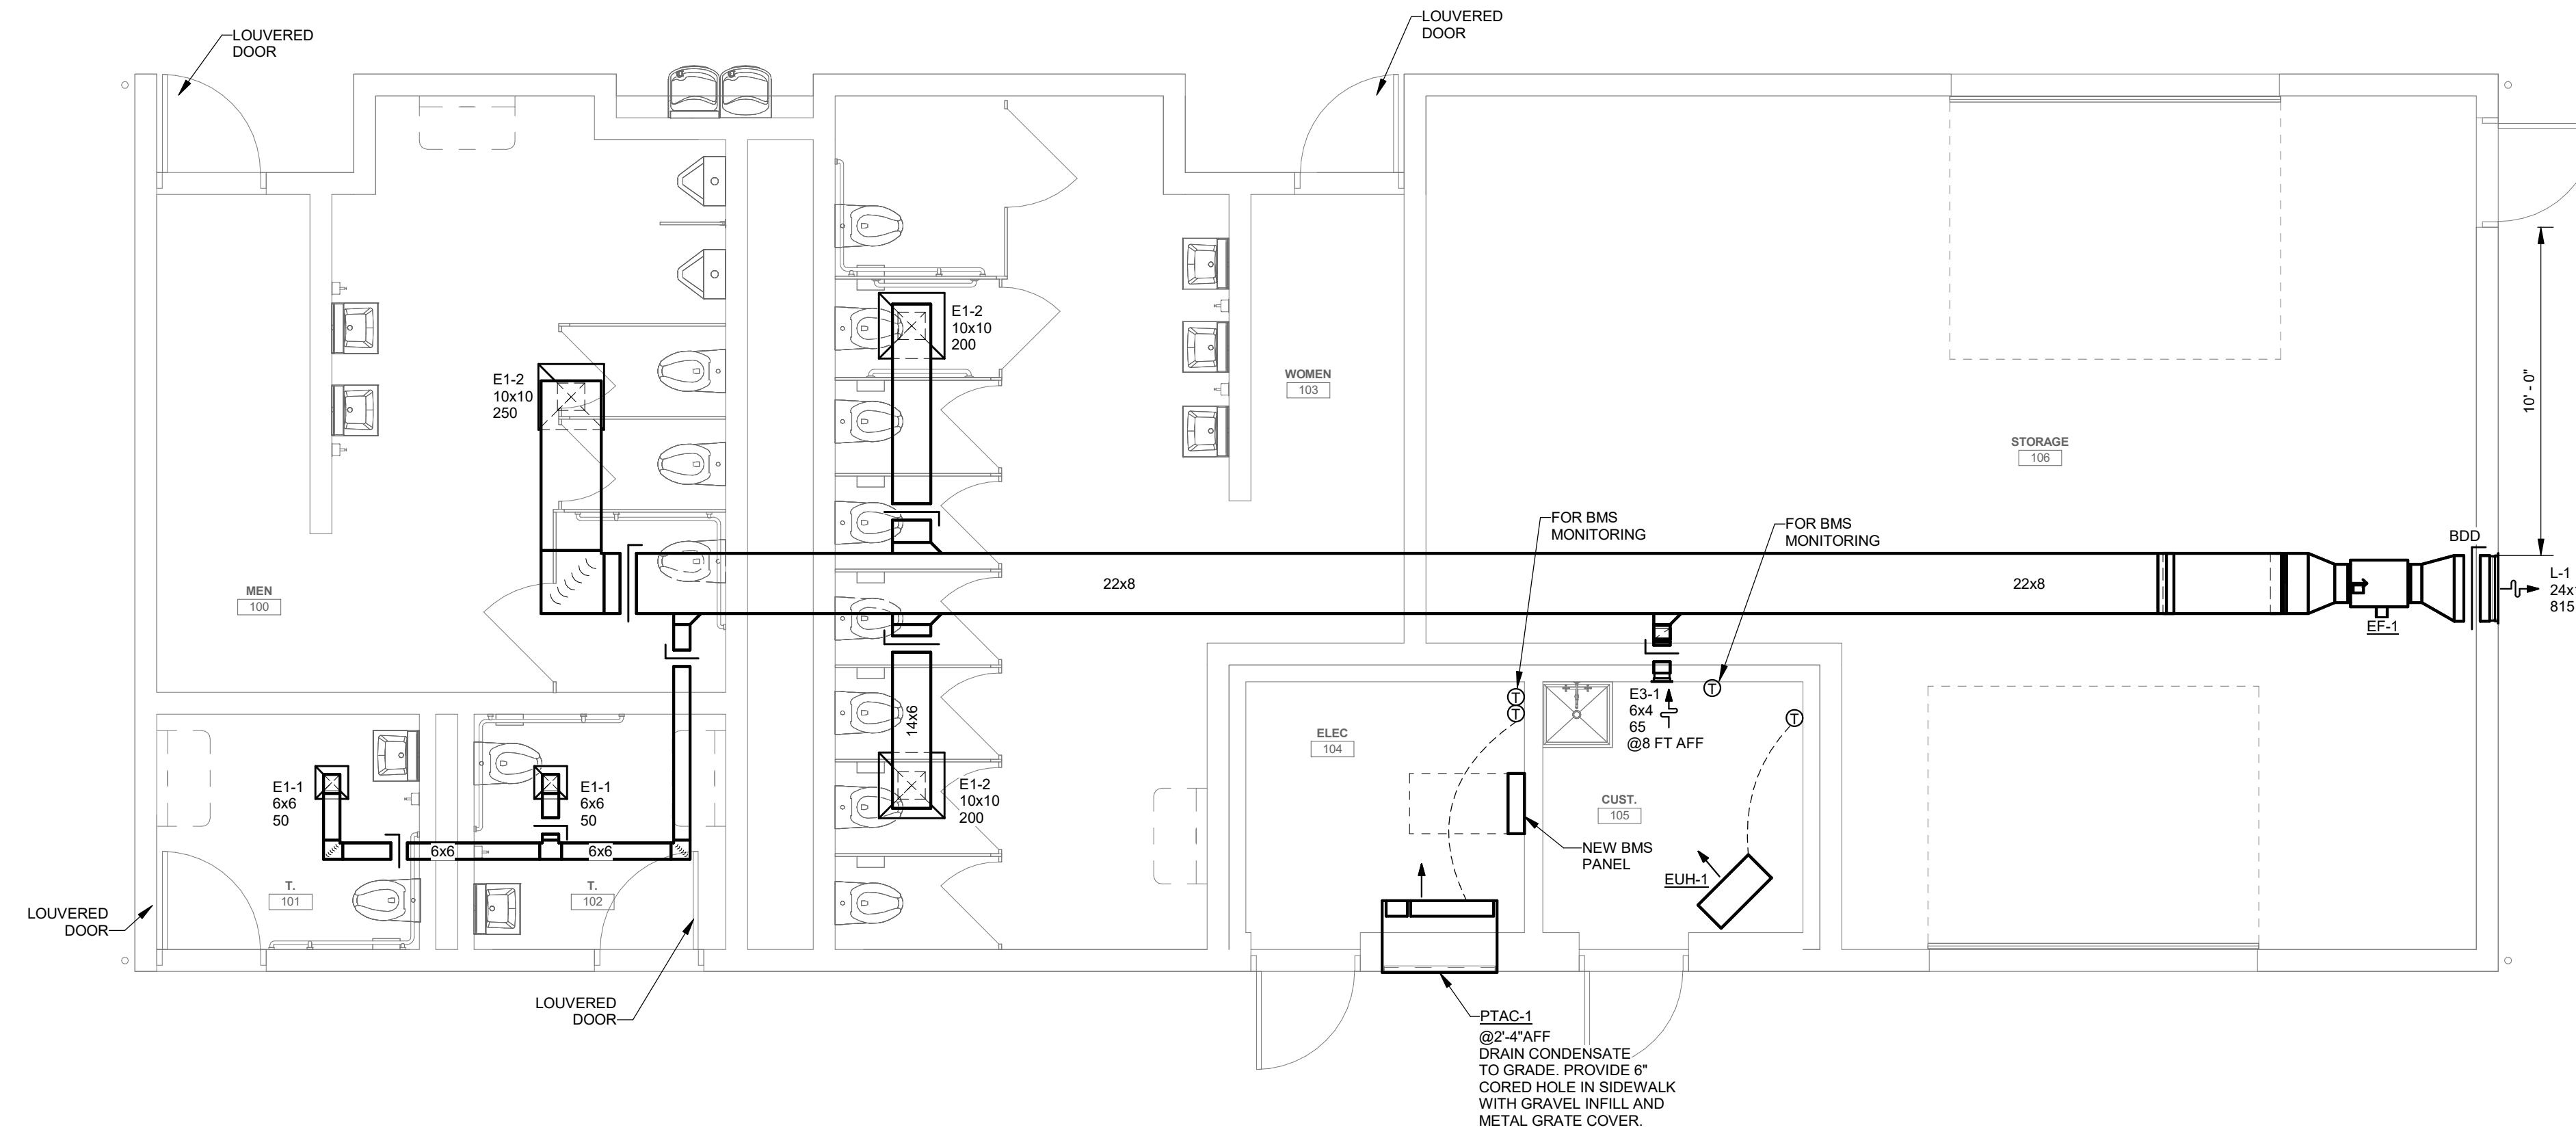 LOUVERED
DOOR
LOUVERED
DOOR
E1-2
10x10
200
E1-2
10x10
250
WOMEN
103
10' - 0"
STORAGE
106
FOR BMS
MONITORING
FOR BMS
MONITORING
BDD
22x8
22x8
MEN
100
L-1
815
EF-1
E3-1
6x4
65
@8 FT AFF
T
T
T
T
14x6
ELEC
104
E1-1
6x6
50
E1-1
6x6
50
E1-2
10x10
200
CUST.
105
6x6
6x6
NEW BMS
PANEL
EUH-1
T.
101
T.
102
LOUVERED
DOOR
LOUVERED
DOOR
PTAC-1
@2'-4"AFF
DRAIN CONDENSATE
TO GRADE. PROVIDE 6"
CORED HOLE IN SIDEWALK
WITH GRAVEL INFILL AND
METAL GRATE COVER.